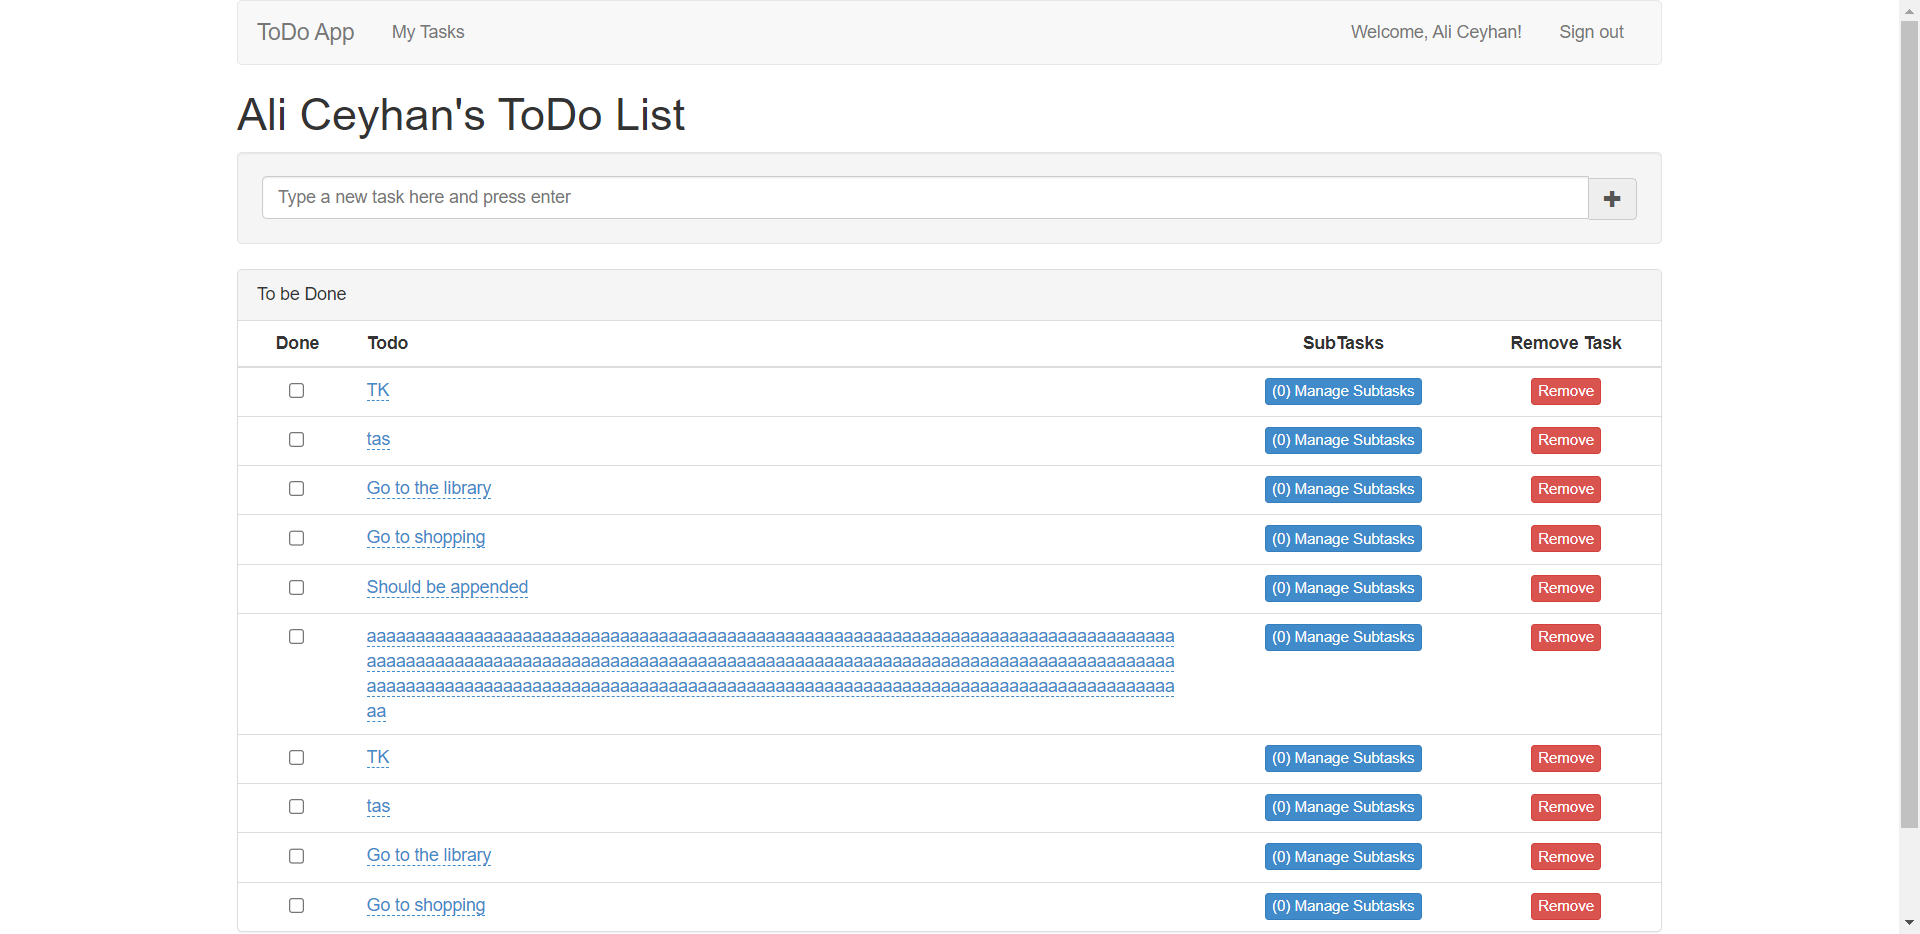 ToDo App My Tasks Welcome, Ali Ceyhan! Sign out
Ali Ceyhan's ToDo List
Type a new task here and press enter
To be Done
Done Todo SubTasks Remove Task
TK (0) Manage Subtasks Remove
tas (0) Manage Subtasks Remove
Go to the library (0) Manage Subtasks Remove
Go to shopping (0) Manage Subtasks Remove
Should be appended (0) Manage Subtasks Remove
aaaaaaaaaaaaaaaaaaaaaaaaaaaaaaaaaaaaaaaaaaaaaaaaaaaaaaaaaaaaaaaaaaaaaaaaaaaaaaaaaaa (0) Manage Subtasks Remove
aaaaaaaaaaaaaaaaaaaaaaaaaaaaaaaaaaaaaaaaaaaaaaaaaaaaaaaaaaaaaaaaaaaaaaaaaaaaaaaaaaa
aaaaaaaaaaaaaaaaaaaaaaaaaaaaaaaaaaaaaaaaaaaaaaaaaaaaaaaaaaaaaaaaaaaaaaaaaaaaaaaaaaa
aa
TK (0) Manage Subtasks Remove
tas (0) Manage Subtasks Remove
Go to the library (0) Manage Subtasks Remove
Go to shopping (0) Manage Subtasks Remove